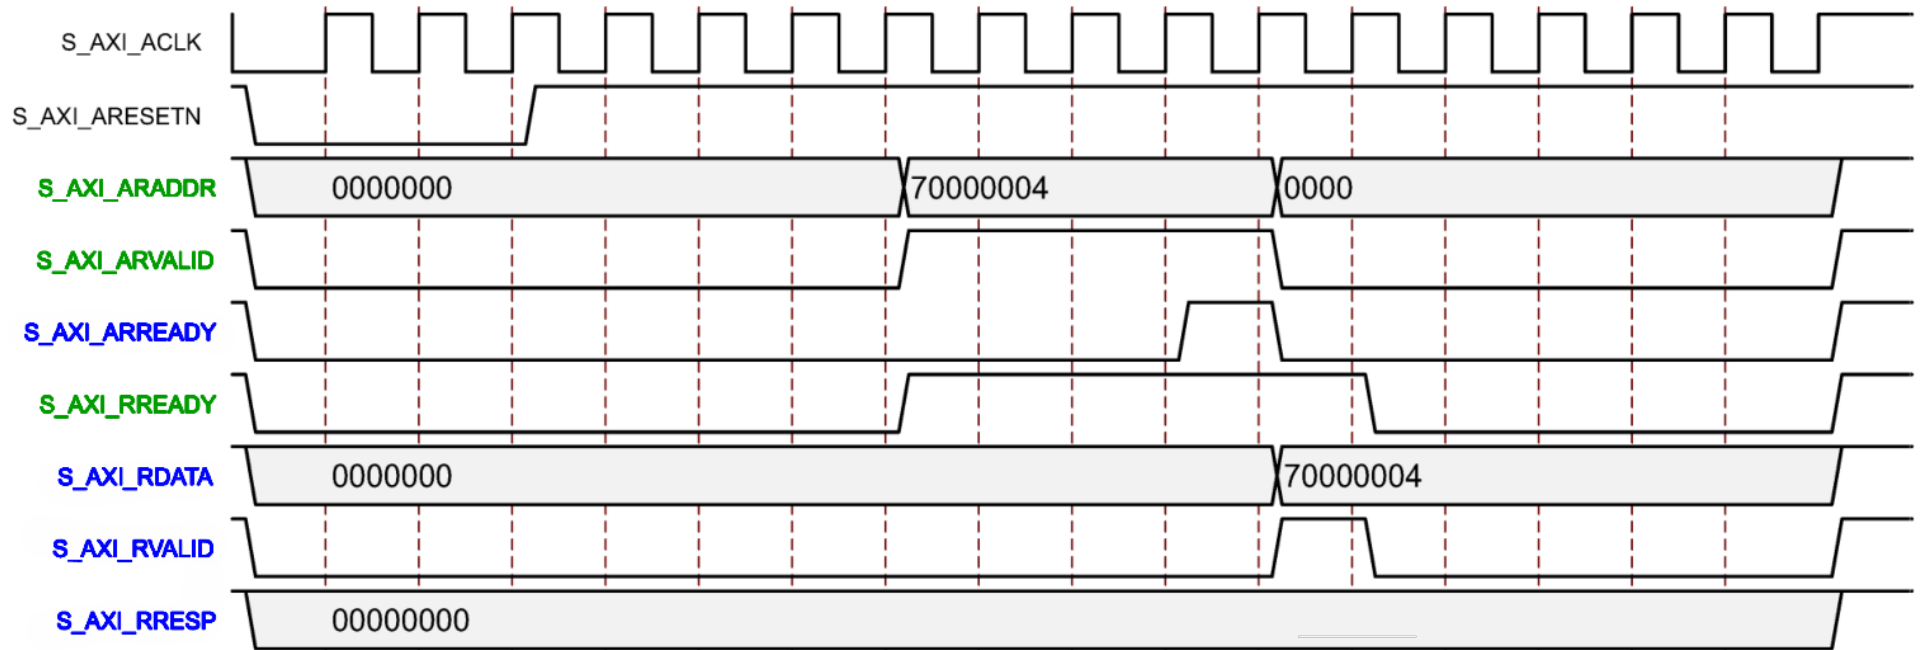 S_AXI_ACLK
S_AXI_ARESETN
S_AXI_ARADDR 0000000 70000004 0000
S_AXI_ARVALID
S_AXI_ARREADY
S_AXI_RREADY
S_AXI_RDATA 0000000 70000004
S_AXI_RVALID
S_AXI_RRESP 00000000